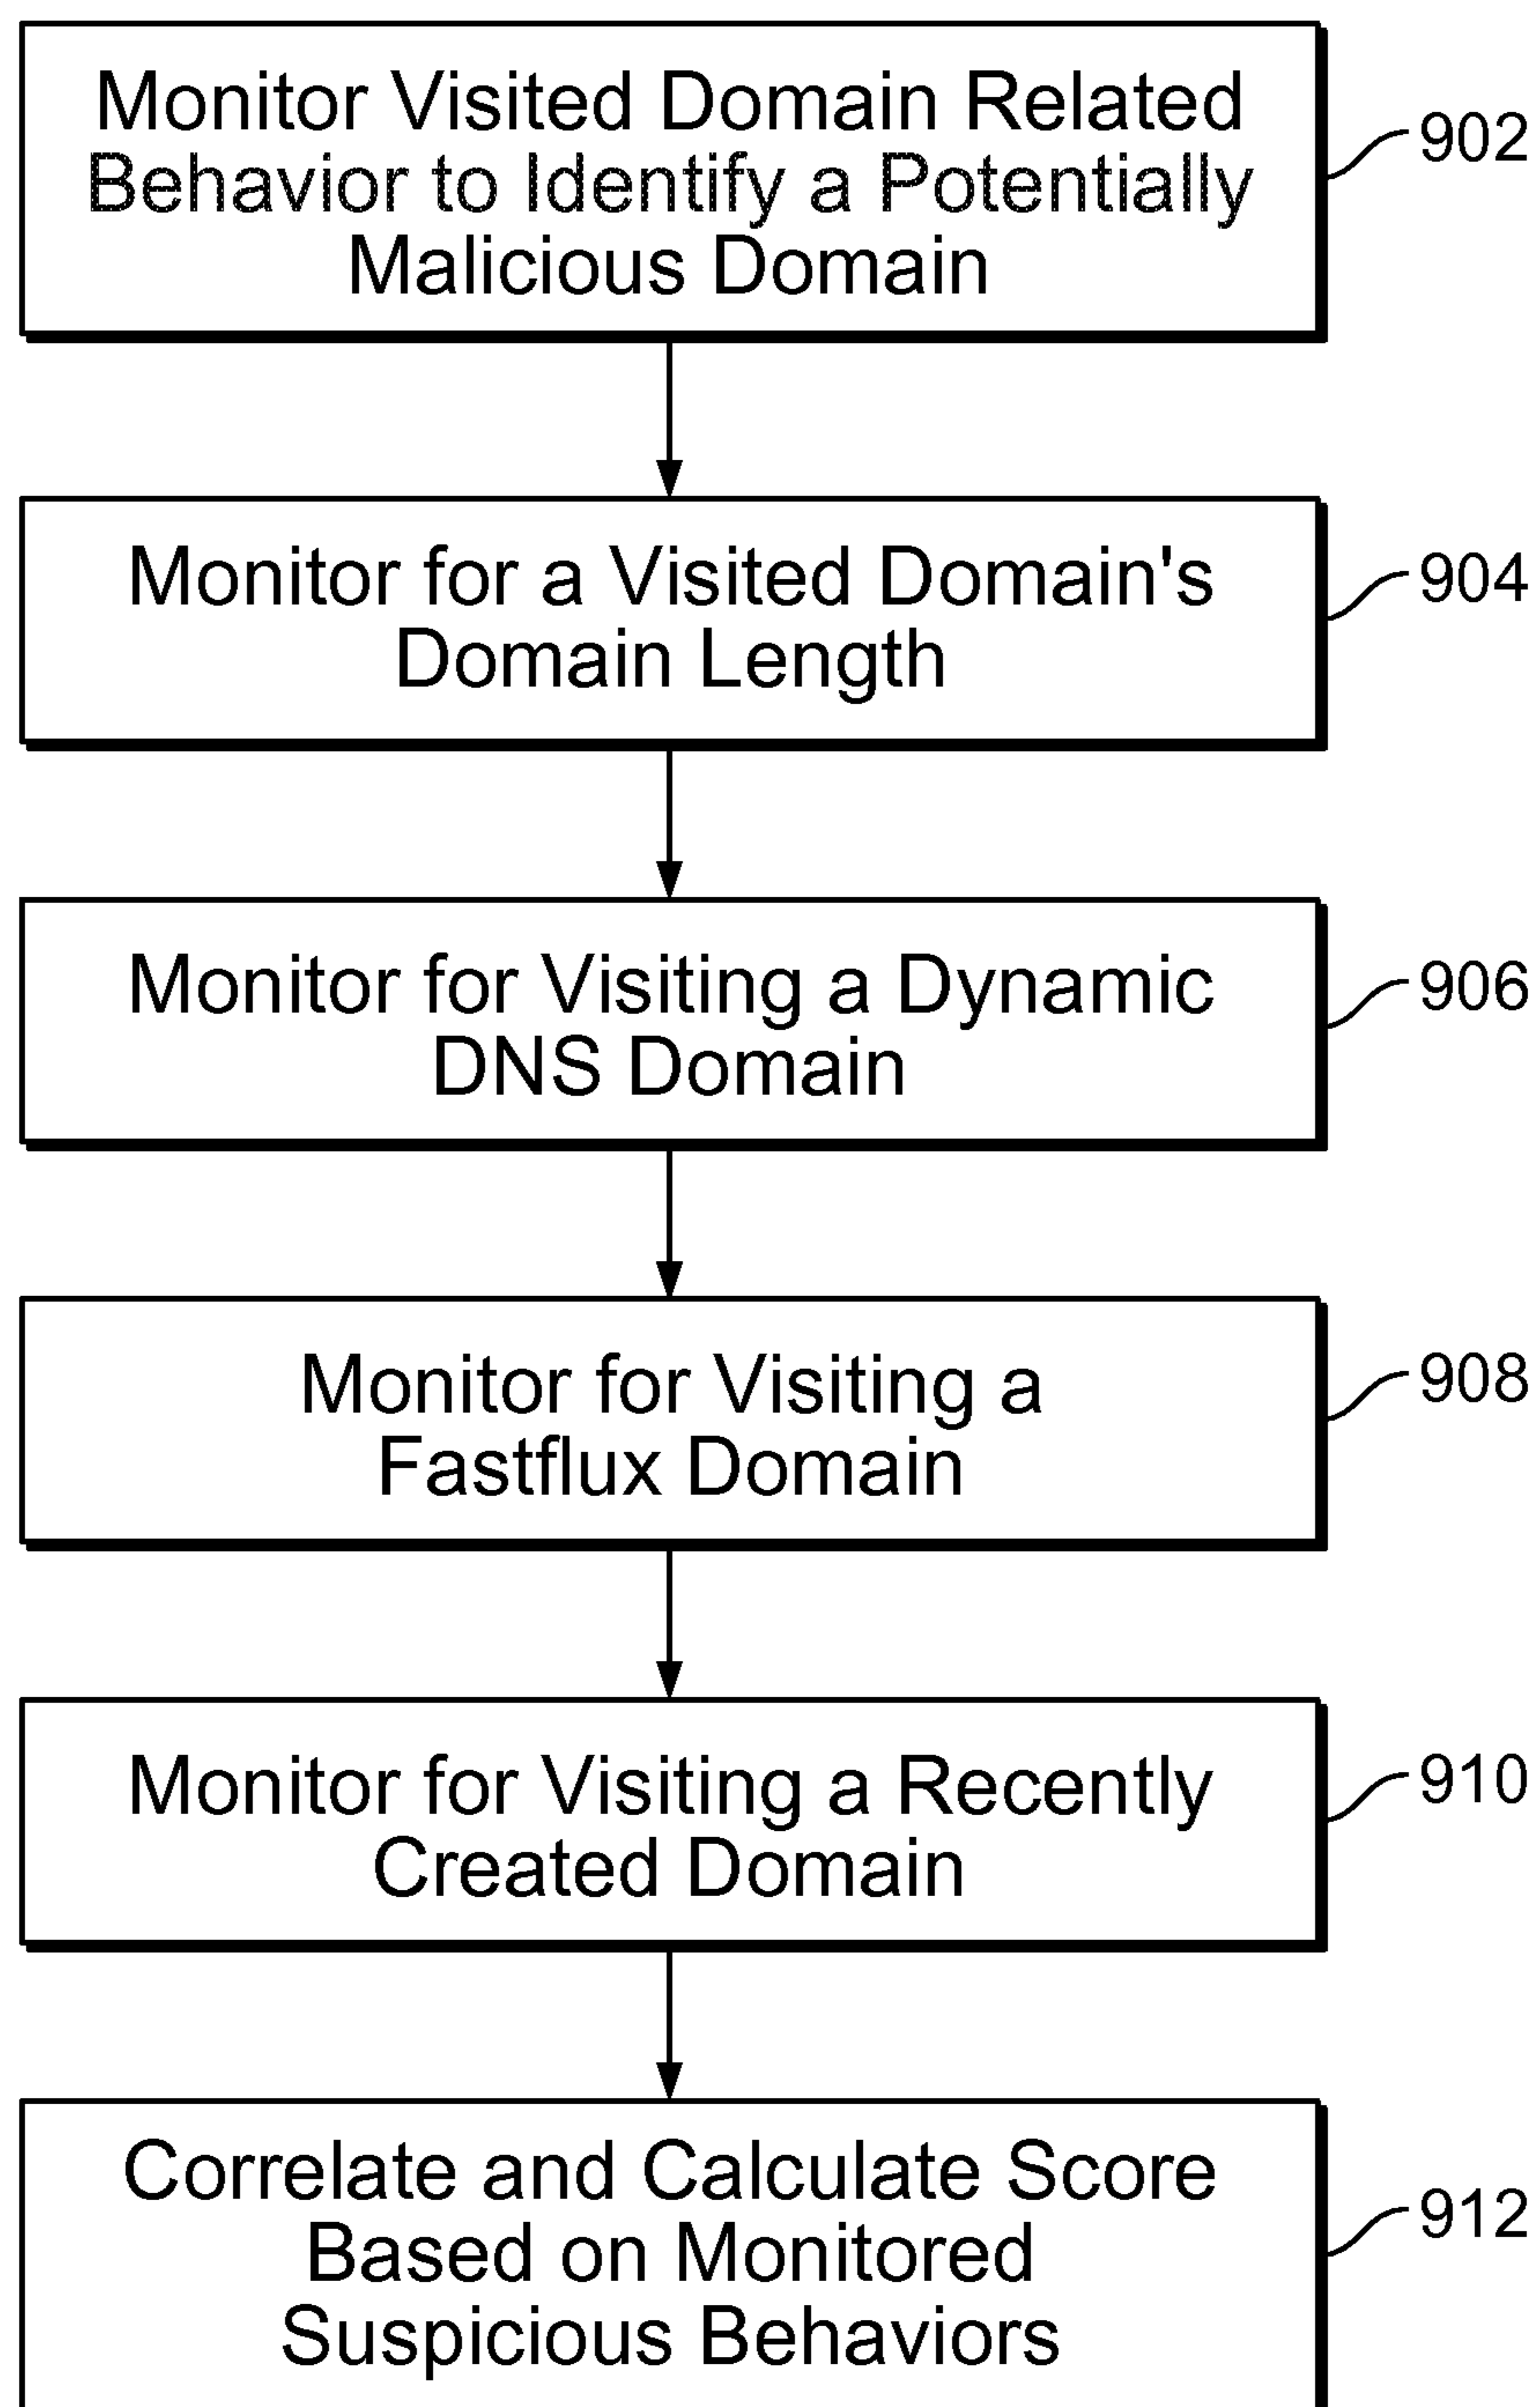 Monitor Visited Domain Related
Behavior to Identify a Potentially
Malicious Domain
902
Monitor for a Visited Domain's
Domain Length
904
Monitor for Visiting a Dynamic
DNS Domain
906
Monitor for Visiting a
Fastflux Domain
908
Monitor for Visiting a Recently
Created Domain
910
Correlate and Calculate Score
Based on Monitored
Suspicious Behaviors
912